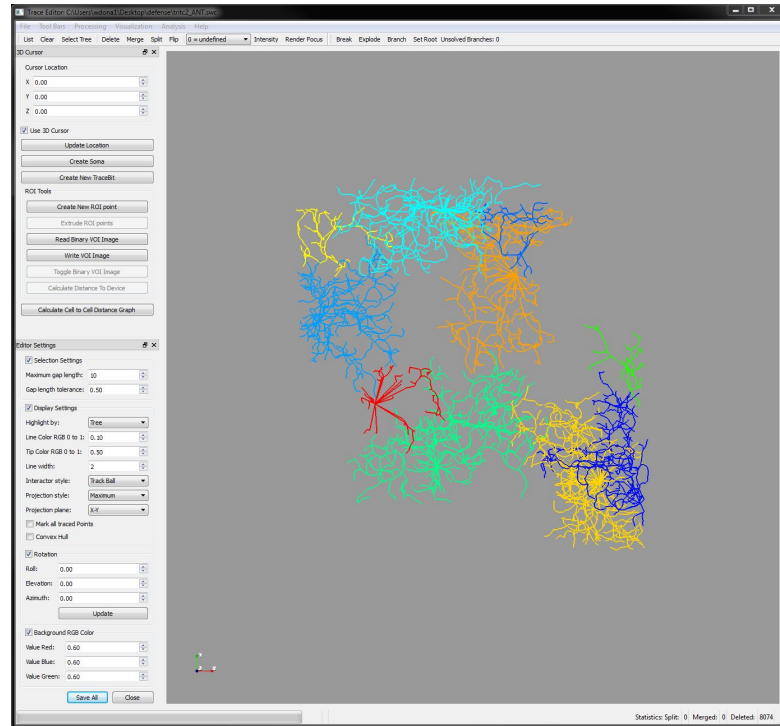 Trace Editor C:\Users\wdona1\Desktop\defense\tritc2_ANT.swc
File Tool Bars Processing Visualization Analysis Help
List Clear Select Tree Delete Merge Split Flip 0 = undefined Intensity Render Focus Break Explode Branch Set Root Unsolved Branches: 0
3D Cursor
Cursor Location
X 0.00
Y 0.00
Z 0.00
Use 3D Cursor
Update Location
Create Soma
Create New TraceBit
ROI Tools
Create New ROI point
Extrude ROI points
Read Binary VOI Image
Write VOI Image
Toggle Binary VOI Image
Calculate Distance To Device
Calculate Cell to Cell Distance Graph
Editor Settings
Selection Settings
Maximum gap length: 10
Gap length tolerance: 0.50
Display Settings
Highlight by: Tree
Line Color RGB 0 to 1: 0.10
Tip Color RGB 0 to 1: 0.50
Line width: 2
Interactor style: Track Ball
Projection style: Maximum
Projection plane: X-Y
Mark all traced Points
Convex Hull
Rotation
Roll: 0.00
Elevation: 0.00
Azimuth: 0.00
Update
Background RGB Color
Value Red: 0.60
Value Blue: 0.60
Value Green: 0.60
Save All Close
Statistics: Split: 0 Merged: 0 Deleted: 8074